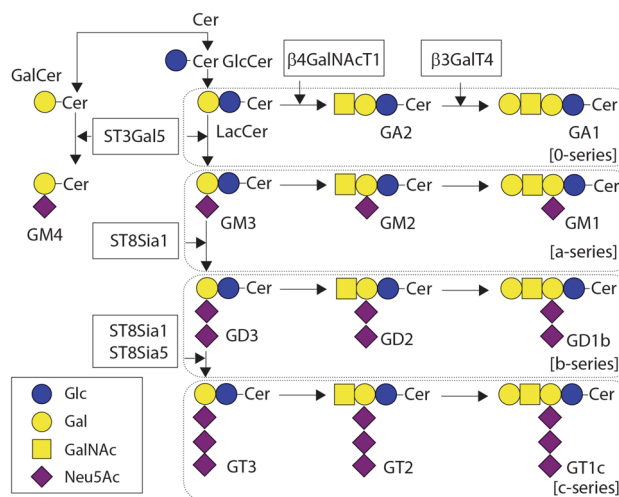 Cer
Cer GlcCer
β4GalNAcT1
β3GalT4
GalCer
Cer
Cer
Cer
Cer
ST3Gal5
LacCer
GA2
GA1
[0-series]
Cer
Cer
Cer
Cer
GM4
GM3
GM2
GM1
ST8Sia1
[a-series]
Cer
Cer
Cer
ST8Sia1
ST8Sia5
GD3
GD2
GD1b
[b-series]
Glc
Gal
GalNAc
Neu5Ac
Cer
Cer
Cer
GT3
GT2
GT1c
[c-series]